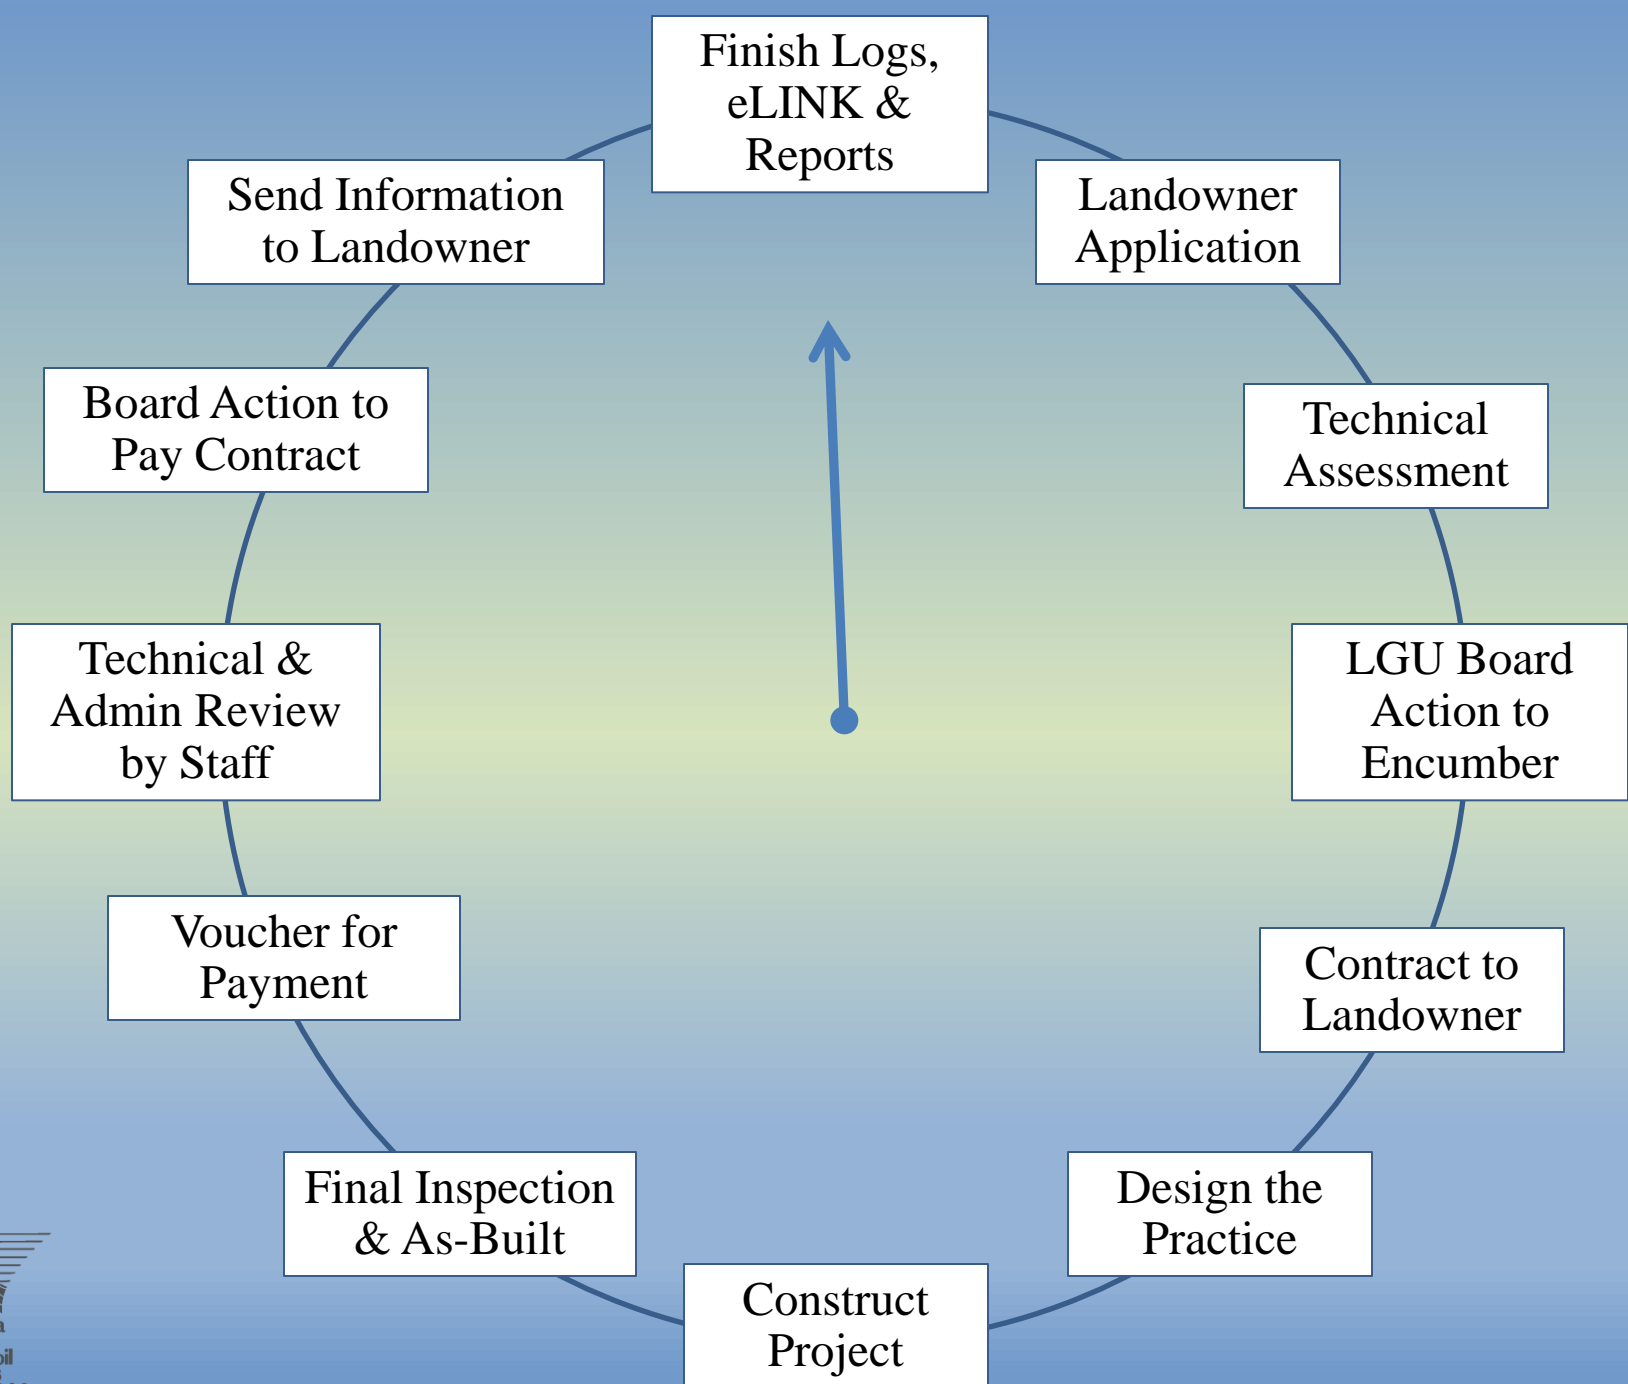 Finish Logs,
eLINK &
Reports
Landowner
Application
Technical
Assessment
LGU Board
Action to
Encumber
Contract to
Landowner
Design the
Practice
Construct
Project
Final Inspection
& As-Built
Voucher for
Payment
Technical &
Admin Review
by Staff
Board Action to
Pay Contract
Send Information
to Landowner